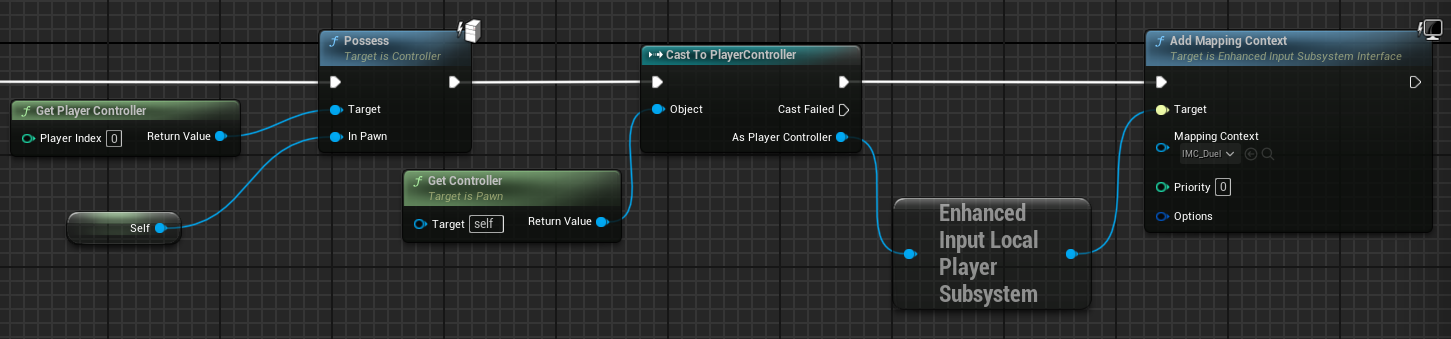 Possess
Target is Controller
Target
In Pawn
Get Player Controller
Player Index 0
Return Value
Self
Get Controller
Target is Pawn
Target self
Return Value
Cast To PlayerController
Object
Cast Failed
As Player Controller
Enhanced
Input Local
Player
Subsystem
Add Mapping Context
Target is Enhanced Input Subsystem Interface
Target
Mapping Context
IMC_Duel
Priority 0
Options